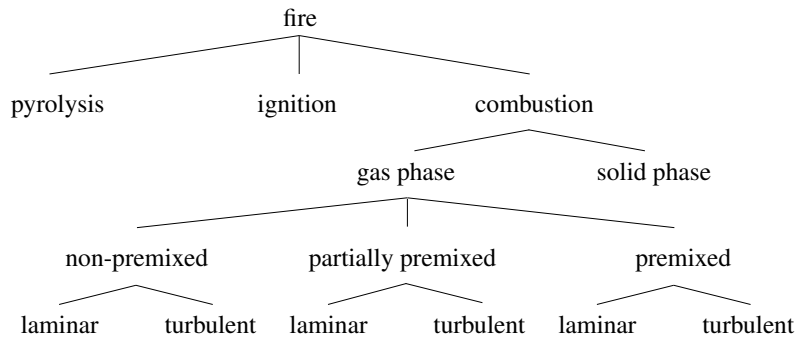 fire
pyrolysis ignition combustion
gas phase solid phase
non-premixed partially premixed premixed
laminar turbulent laminar turbulent laminar turbulent